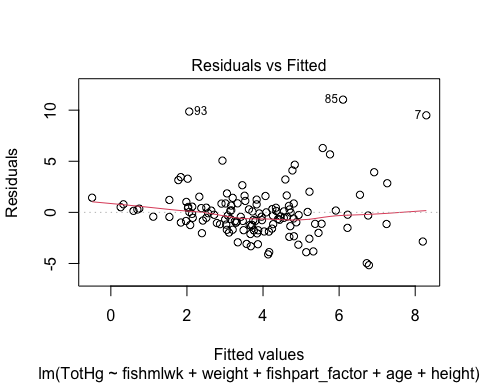 Residuals vs Fitted
Residuals
10
5
0
-5
93
85
7
0 2 4 6 8
Fitted values
lm(TotHg ~ fishmlwk + weight + fishpart_factor + age + height)